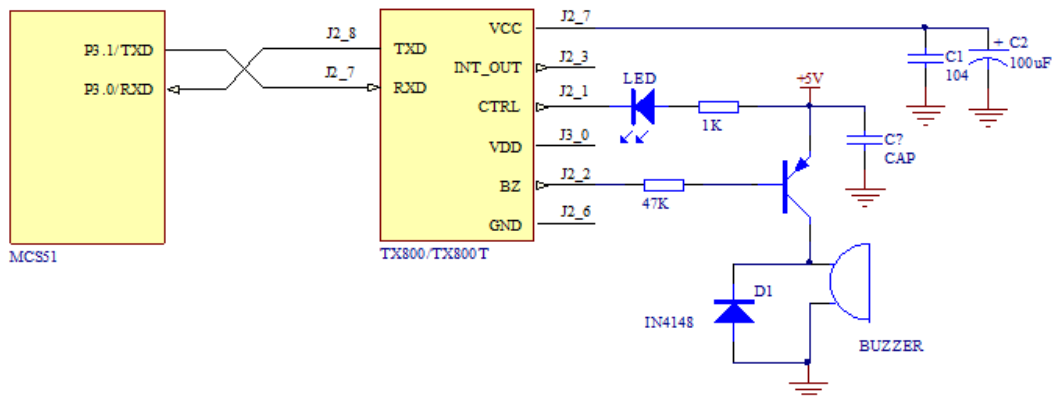 P3.1/TXD
P3.0/RXD
MCS51
J2_8
J2_7
TXD
RXD
VCC
INT_OUT
CTRL
VDD
BZ
GND
TX800/TX800T
J2_7
J2_3
J2_1
J3_0
J2_2
J2_6
LED
1K
47K
+5V
C?
CAP
C1
104
+ C2
100uF
D1
IN4148
BUZZER